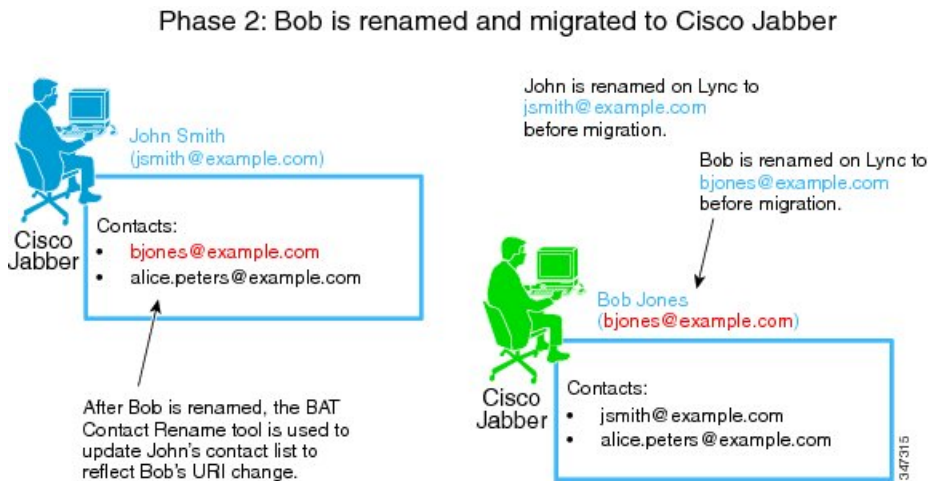 Phase 2: Bob is renamed and migrated to Cisco Jabber
John Smith
(jsmith@example.com)
Cisco
Jabber
Contacts:
• bjones@example.com
• alice.peters@example.com
After Bob is renamed, the BAT
Contact Rename tool is used to
update John's contact list to
reflect Bob's URI change.
John is renamed on Lync to
jsmith@example.com
before migration.
Bob is renamed on Lync to
bjones@example.com
before migration.
Bob Jones
(bjones@example.com)
Cisco
Jabber
Contacts:
• jsmith@example.com
• alice.peters@example.com
347315